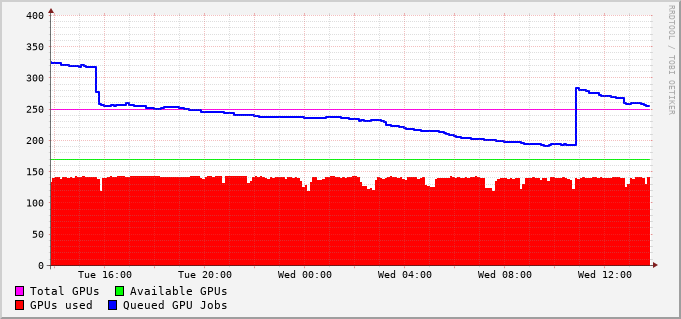 RRDTOOL / TOBI OETIKER
400
350
300
250
200
150
100
50
0
Tue 16:00 Tue 20:00 Wed 00:00 Wed 04:00 Wed 08:00 Wed 12:00
Total GPUs Available GPUs
GPUs used Queued GPU Jobs